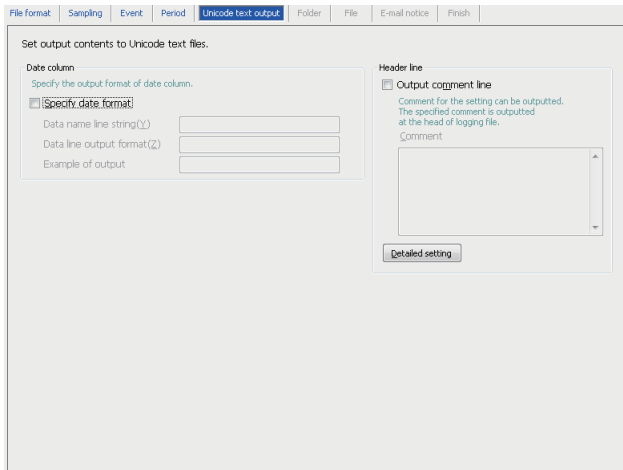 File format Sampling Event Period Unicode text output Folder File E-mail notice Finish
Set output contents to Unicode text files.
Date column
Specify the output format of date column.
Specify date format
Data name line string(Y)
Data line output format(Z)
Example of output
Header line
Output comment line
Comment for the setting can be outputted.
The specified comment is outputted
at the head of logging file.
Comment
Detailed setting